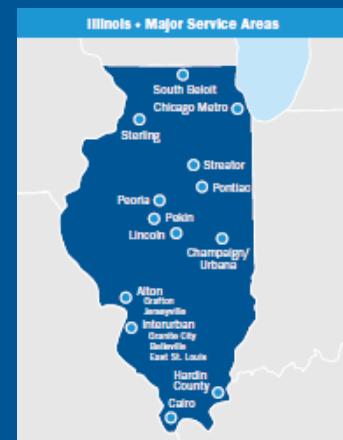 Illinois • Major Service Areas
South Beloit
Chicago Metro
Sterling
Streator
Pontiac
Peoria
Pekin
Lincoln
Champaign/
Urbana
Alton
Grafton
Jerseyville
Interurban
Granite City
Belleville
East St. Louis
Hardin
County
Cairo